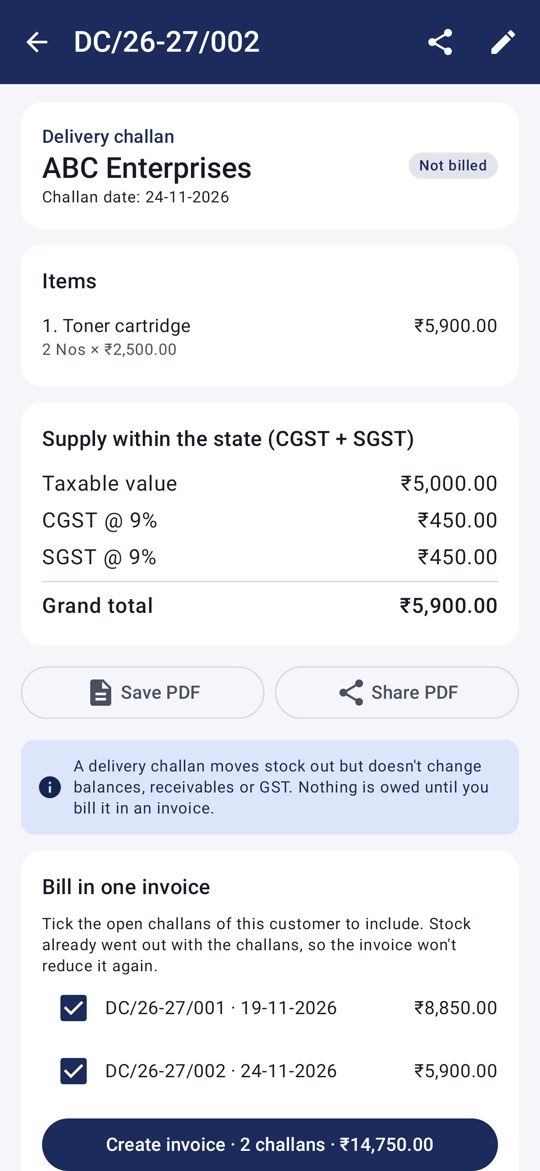 DC/26-27/002
Delivery challan
ABC Enterprises
Not billed
Challan date: 24-11-2026
Items
1. Toner cartridge ₹5,900.00
2 Nos × ₹2,500.00
Supply within the state (CGST + SGST)
Taxable value ₹5,000.00
CGST @ 9% ₹450.00
SGST @ 9% ₹450.00
Grand total ₹5,900.00
Save PDF Share PDF
A delivery challan moves stock out but doesn't change
balances, receivables or GST. Nothing is owed until you
bill it in an invoice.
Bill in one invoice
Tick the open challans of this customer to include. Stock
already went out with the challans, so the invoice won't
reduce it again.
DC/26-27/001 · 19-11-2026 ₹8,850.00
DC/26-27/002 · 24-11-2026 ₹5,900.00
Create invoice · 2 challans · ₹14,750.00